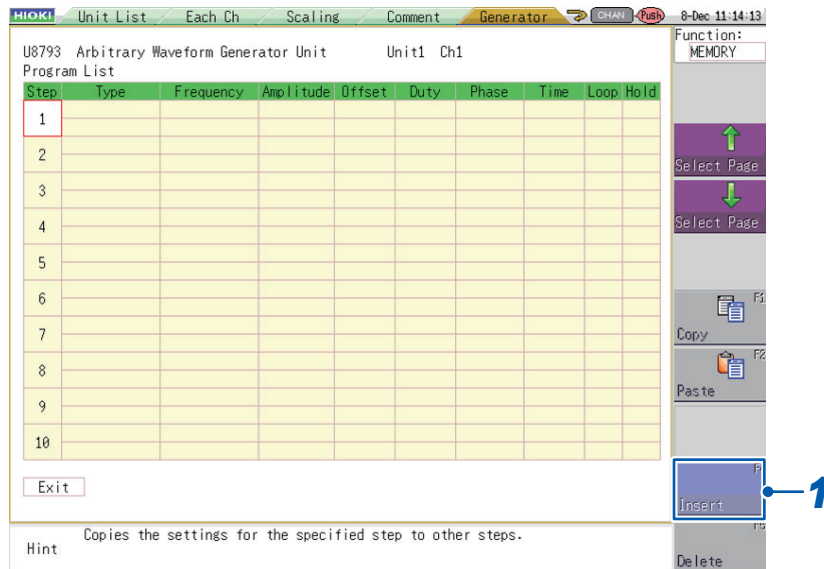 HIOKI Unit List Each Ch Scaling Comment Generator CHAN Push 8-Dec 11:14:13
Function:
MEMORY
U8793 Arbitrary Waveform Generator Unit Unit1 Ch1
Program List
Step Type Frequency Amplitude Offset Duty Phase Time Loop Hold
1
2
3
4
5
6
7
8
9
10
Select Page
Select Page
F1
Copy
F2
Paste
Insert
1
Delete
Exit
Hint Copies the settings for the specified step to other steps.